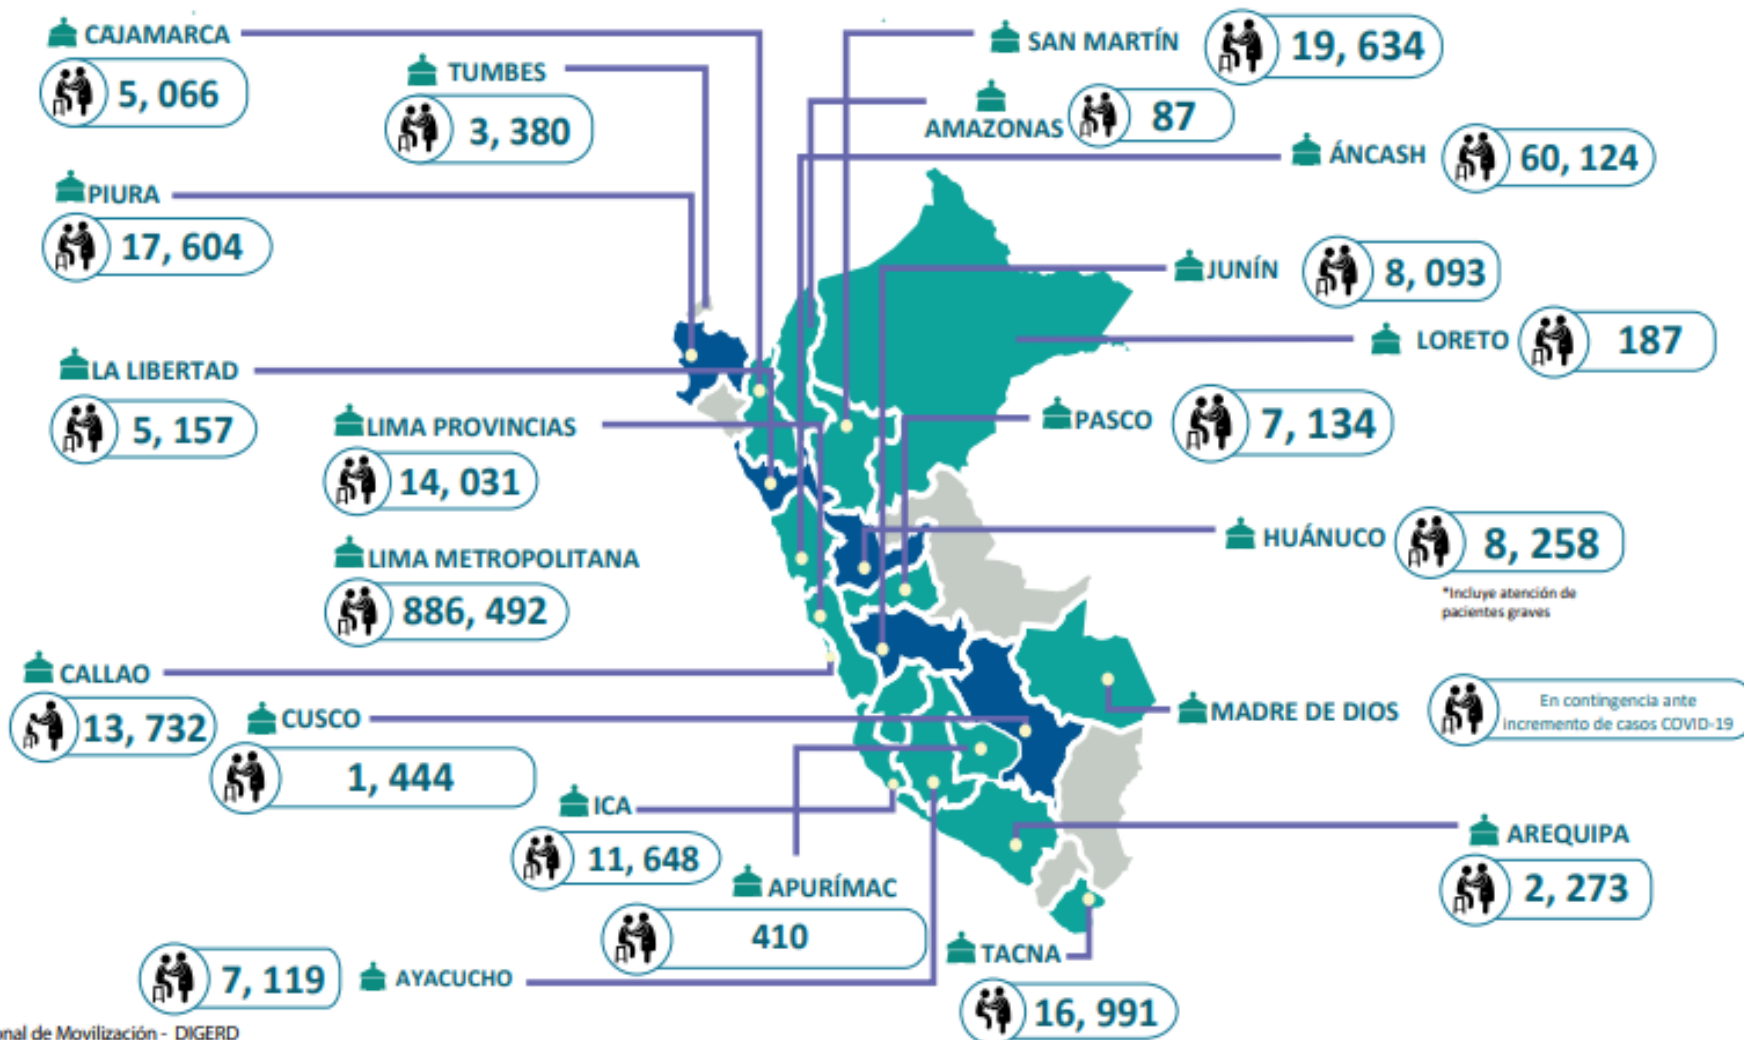 CAJAMARCA
5, 066
TUMBES
3, 380
SAN MARTÍN
19, 634
AMAZONAS
87
ÁNCASH
60, 124
PIURA
17, 604
JUNÍN
8, 093
LORETO
187
LA LIBERTAD
5, 157
LIMA PROVINCIAS
14, 031
PASCO
7, 134
LIMA METROPOLITANA
886, 492
HUÁNUCO
8, 258
*Incluye atención de
pacientes graves
CALLAO
13, 732
CUSCO
1, 444
MADRE DE DIOS
En contingencia ante
incremento de casos COVID-19
ICA
11, 648
AREQUIPA
2, 273
APURÍMAC
410
AYACUCHO
7, 119
TACNA
16, 991
onal de Movilización - DIGERD